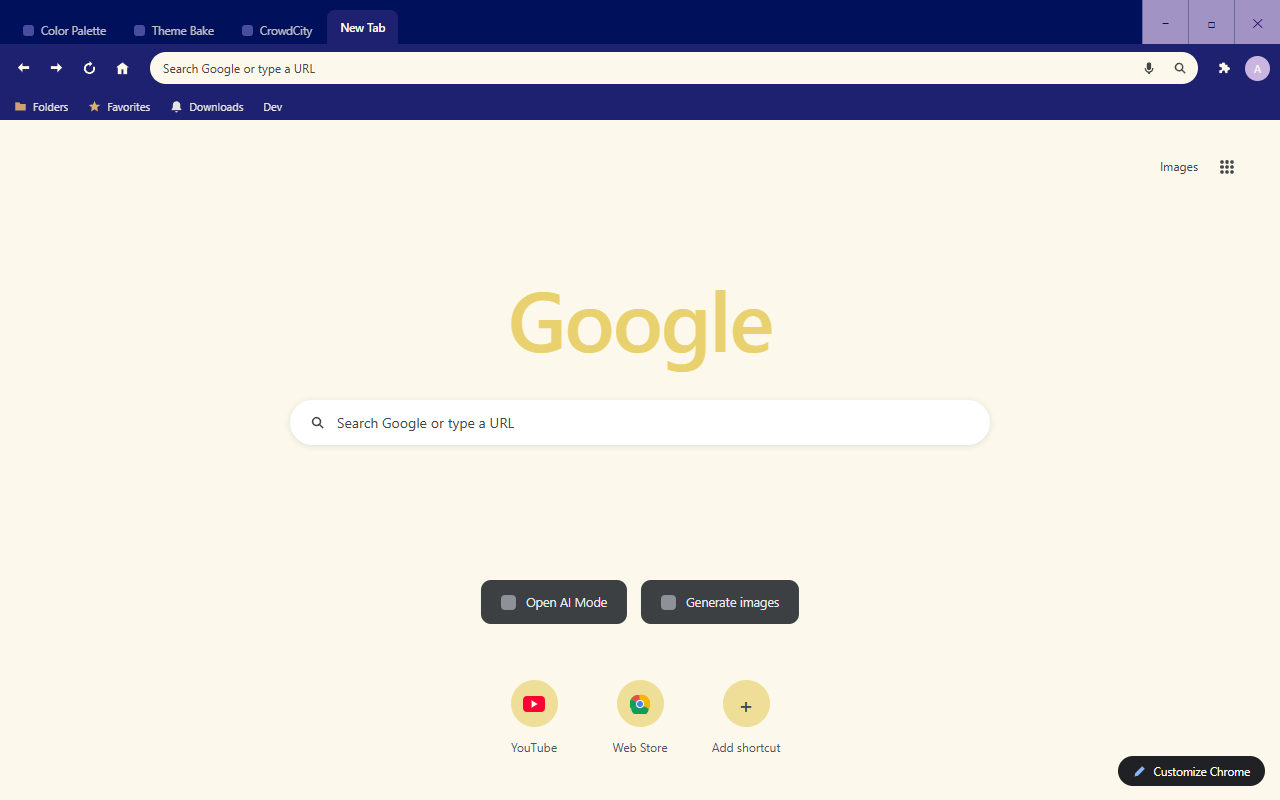 Color Palette
Theme Bake
CrowdCity
New Tab
Search Google or type a URL
A
Folders
Favorites
Downloads
Dev
Images
Google
Search Google or type a URL
Open AI Mode
Generate images
YouTube
Web Store
Add shortcut
Customize Chrome